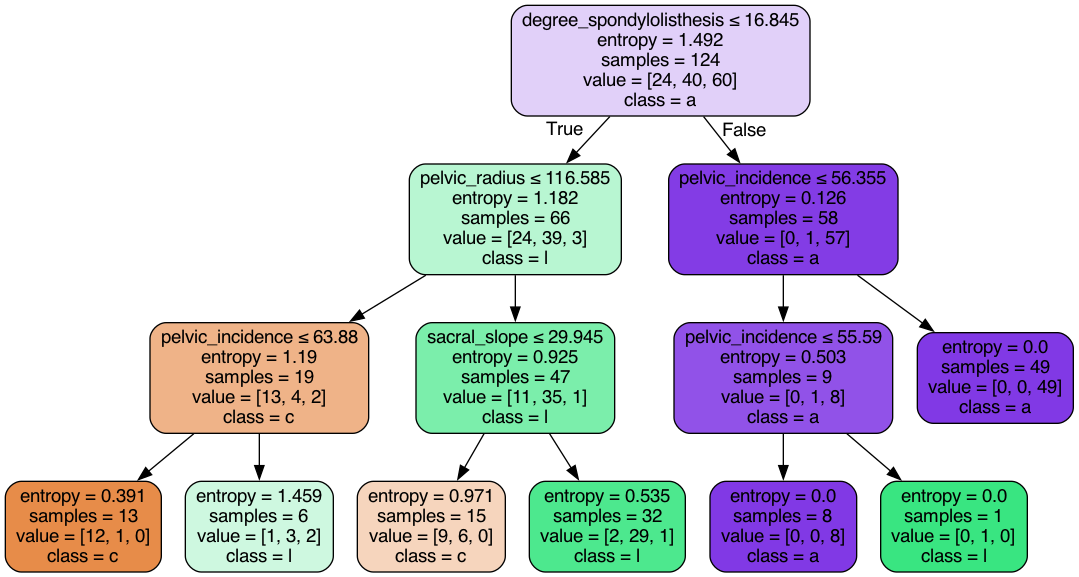 degree_spondylolisthesis ≤ 16.845
entropy = 1.492
samples = 124
value = [24, 40, 60]
class = a
True
False
pelvic_radius ≤ 116.585
entropy = 1.182
samples = 66
value = [24, 39, 3]
class = l
pelvic_incidence ≤ 56.355
entropy = 0.126
samples = 58
value = [0, 1, 57]
class = a
pelvic_incidence ≤ 63.88
entropy = 1.19
samples = 19
value = [13, 4, 2]
class = c
sacral_slope ≤ 29.945
entropy = 0.925
samples = 47
value = [11, 35, 1]
class = l
pelvic_incidence ≤ 55.59
entropy = 0.503
samples = 9
value = [0, 1, 8]
class = a
entropy = 0.0
samples = 49
value = [0, 0, 49]
class = a
entropy = 0.391
samples = 13
value = [12, 1, 0]
class = c
entropy = 1.459
samples = 6
value = [1, 3, 2]
class = l
entropy = 0.971
samples = 15
value = [9, 6, 0]
class = c
entropy = 0.535
samples = 32
value = [2, 29, 1]
class = l
entropy = 0.0
samples = 8
value = [0, 0, 8]
class = a
entropy = 0.0
samples = 1
value = [0, 1, 0]
class = l